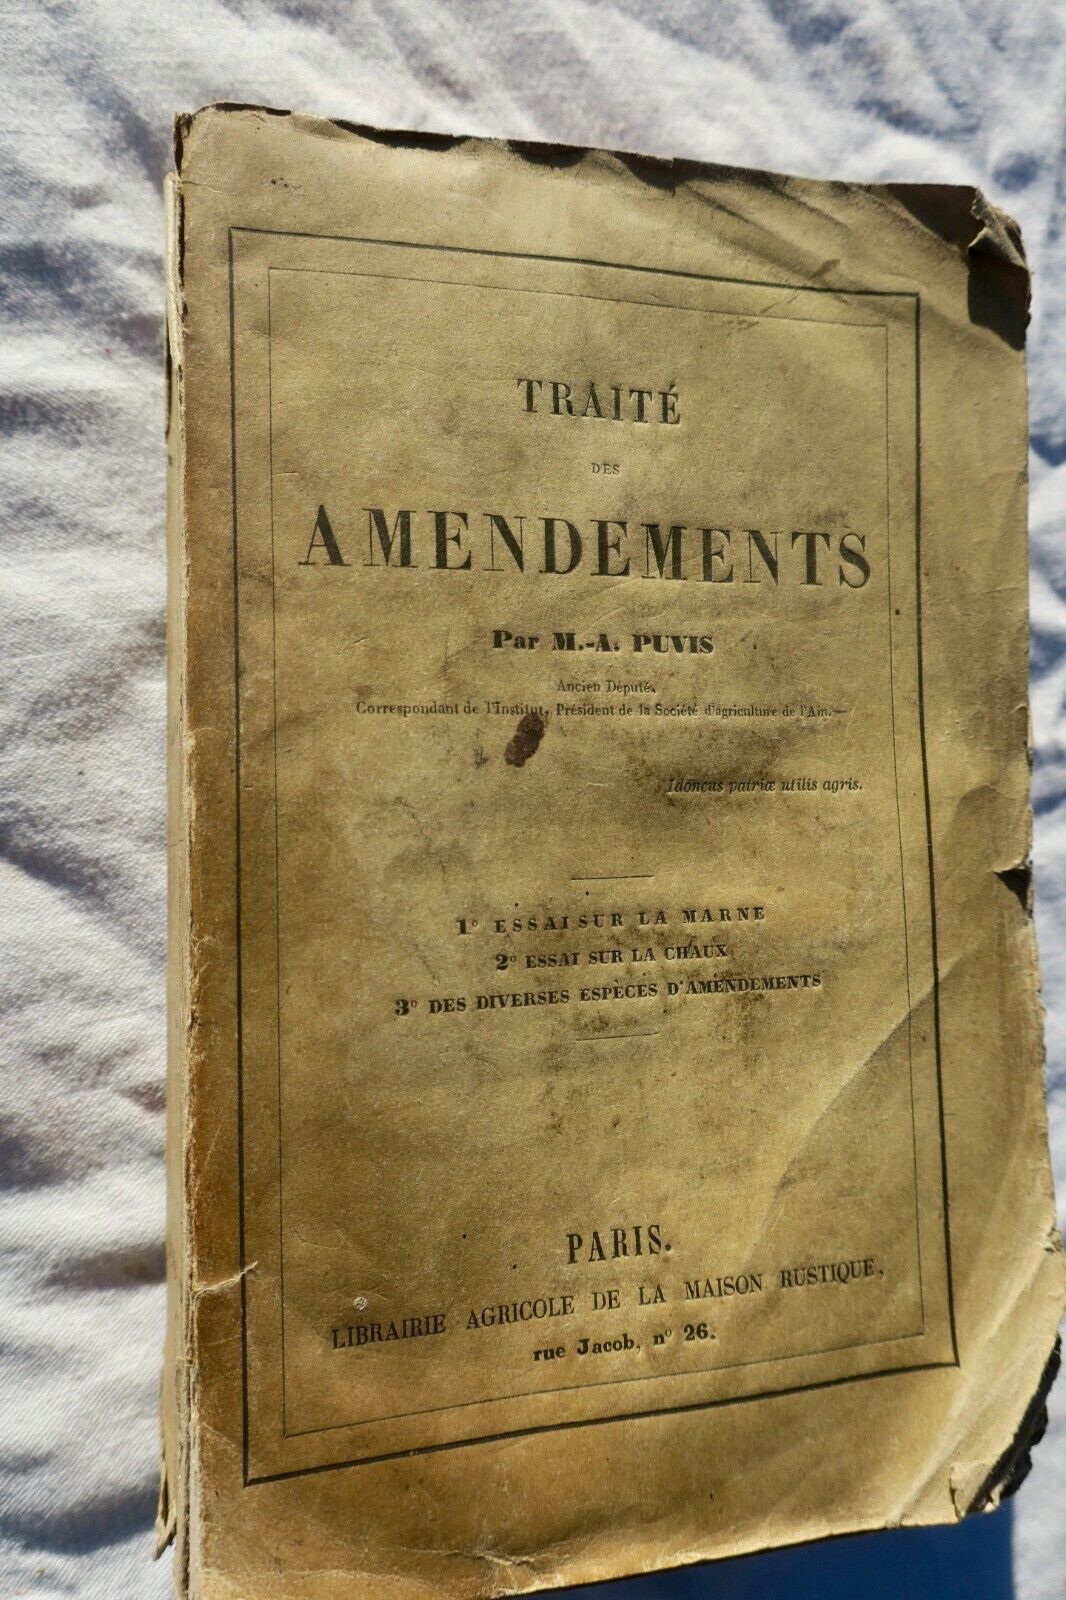 TRAITÉ
DES
AMENDEMENTS
Par M.-A. PUVIS
Ancien Député,
Correspondant de l'Institut, Président de la Société d'agriculture de l'Ain.
Idoneus patriæ utilis agris.
1° ESSAI SUR LA MARNE
2° ESSAI SUR LA CHAUX
3° DES DIVERSES ESPÈCES D'AMENDEMENTS
PARIS.
LIBRAIRIE AGRICOLE DE LA MAISON RUSTIQUE,
rue Jacob, n° 26.